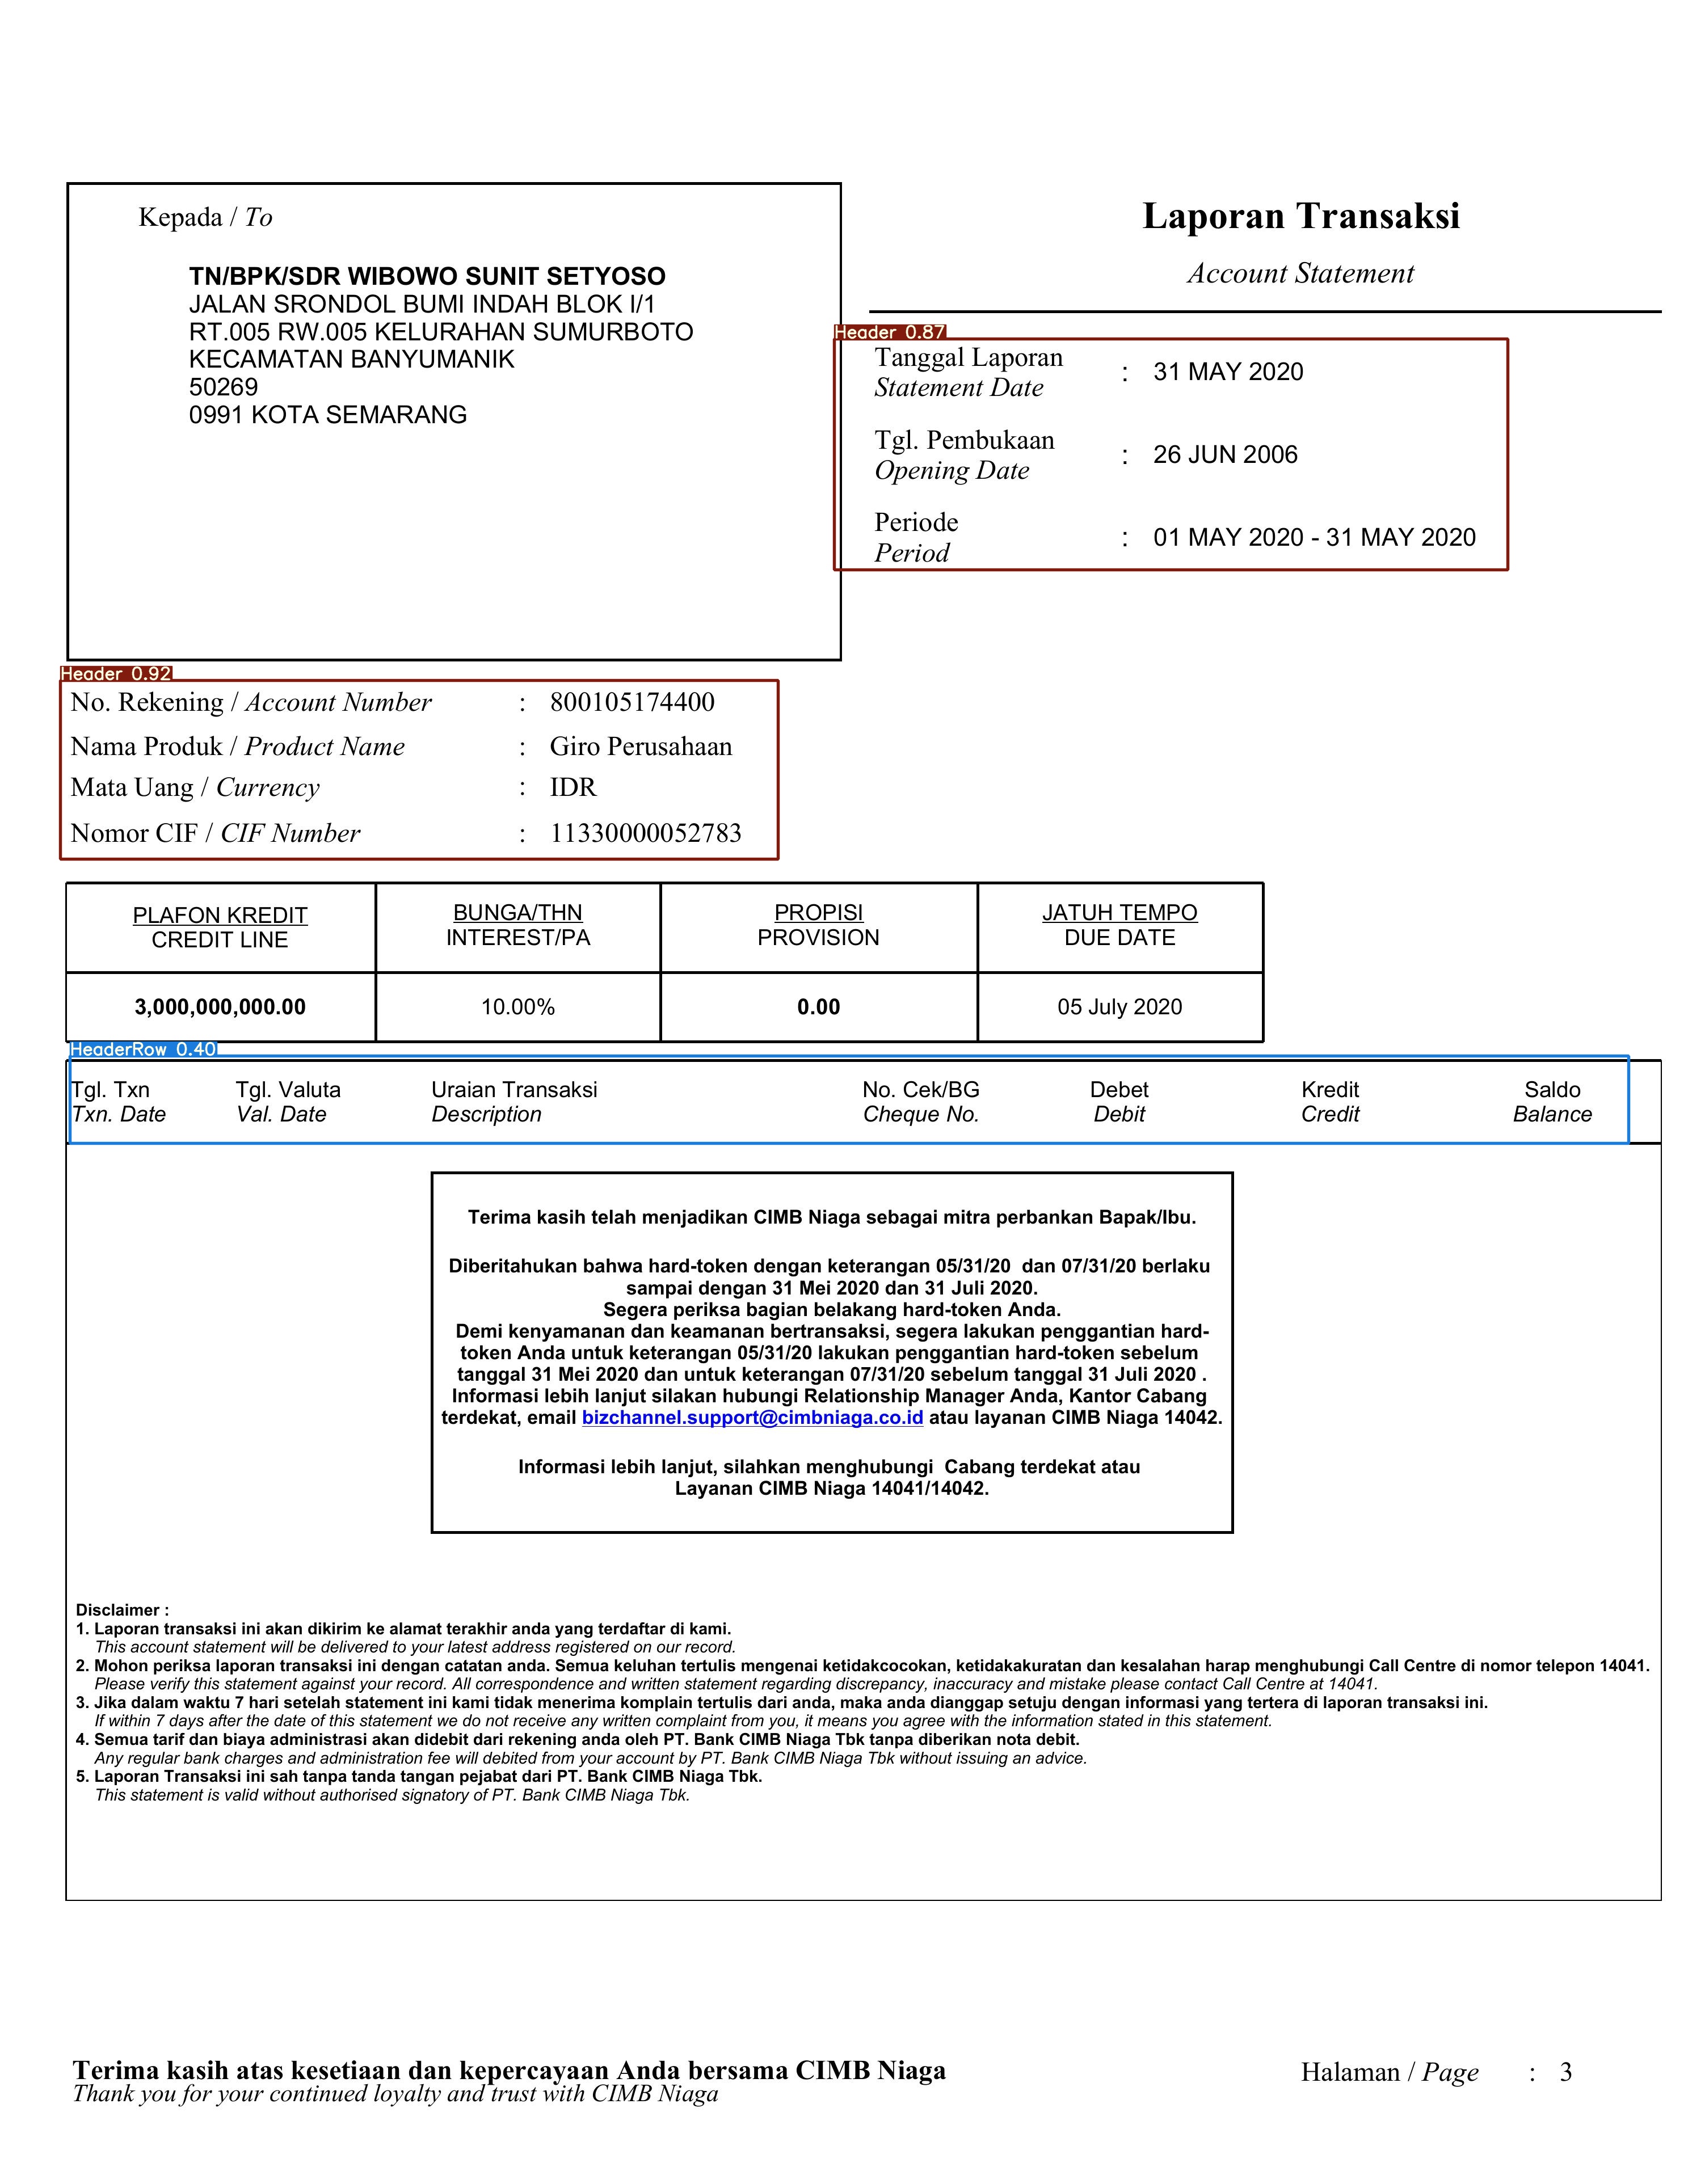 Kepada / To
TN/BPK/SDR WIBOWO SUNIT SETYOSO
JALAN SRONDOL BUMI INDAH BLOK I/1
RT.005 RW.005 KELURAHAN SUMURBOTO
KECAMATAN BANYUMANIK
50269
0991 KOTA SEMARANG
Laporan Transaksi
Account Statement
Header 0.87
Tanggal Laporan : 31 MAY 2020
Statement Date
Tgl. Pembukaan : 26 JUN 2006
Opening Date
Periode : 01 MAY 2020 - 31 MAY 2020
Period
Header 0.92
No. Rekening / Account Number : 800105174400
Nama Produk / Product Name : Giro Perusahaan
Mata Uang / Currency : IDR
Nomor CIF / CIF Number : 11330000052783
PLAFON KREDIT BUNGA/THN PROPISI JATUH TEMPO
CREDIT LINE INTEREST/PA PROVISION DUE DATE
3,000,000,000.00 10.00% 0.00 05 July 2020
HeaderRow 0.40
Tgl. Txn Tgl. Valuta Uraian Transaksi No. Cek/BG Debet Kredit Saldo
Txn. Date Val. Date Description Cheque No. Debit Credit Balance
Terima kasih telah menjadikan CIMB Niaga sebagai mitra perbankan Bapak/Ibu.
Diberitahukan bahwa hard-token dengan keterangan 05/31/20 dan 07/31/20 berlaku
sampai dengan 31 Mei 2020 dan 31 Juli 2020.
Segera periksa bagian belakang hard-token Anda.
Demi kenyamanan dan keamanan bertransaksi, segera lakukan penggantian hard-
token Anda untuk keterangan 05/31/20 lakukan penggantian hard-token sebelum
tanggal 31 Mei 2020 dan untuk keterangan 07/31/20 sebelum tanggal 31 Juli 2020 .
Informasi lebih lanjut silakan hubungi Relationship Manager Anda, Kantor Cabang
terdekat, email bizchannel.support@cimbniaga.co.id atau layanan CIMB Niaga 14042.
Informasi lebih lanjut, silahkan menghubungi Cabang terdekat atau
Layanan CIMB Niaga 14041/14042.
Disclaimer :
1. Laporan transaksi ini akan dikirim ke alamat terakhir anda yang terdaftar di kami.
This account statement will be delivered to your latest address registered on our record.
2. Mohon periksa laporan transaksi ini dengan catatan anda. Semua keluhan tertulis mengenai ketidakcocokan, ketidakakuratan dan kesalahan harap menghubungi Call Centre di nomor telepon 14041.
Please verify this statement against your record. All correspondence and written statement regarding discrepancy, inaccuracy and mistake please contact Call Centre at 14041.
3. Jika dalam waktu 7 hari setelah statement ini kami tidak menerima komplain tertulis dari anda, maka anda dianggap setuju dengan informasi yang tertera di laporan transaksi ini.
If within 7 days after the date of this statement we do not receive any written complaint from you, it means you agree with the information stated in this statement.
4. Semua tarif dan biaya administrasi akan didebit dari rekening anda oleh PT. Bank CIMB Niaga Tbk tanpa diberikan nota debit.
Any regular bank charges and administration fee will debited from your account by PT. Bank CIMB Niaga Tbk without issuing an advice.
5. Laporan Transaksi ini sah tanpa tanda tangan pejabat dari PT. Bank CIMB Niaga Tbk.
This statement is valid without authorised signatory of PT. Bank CIMB Niaga Tbk.
Terima kasih atas kesetiaan dan kepercayaan Anda bersama CIMB Niaga
Thank you for your continued loyalty and trust with CIMB Niaga
Halaman / Page : 3